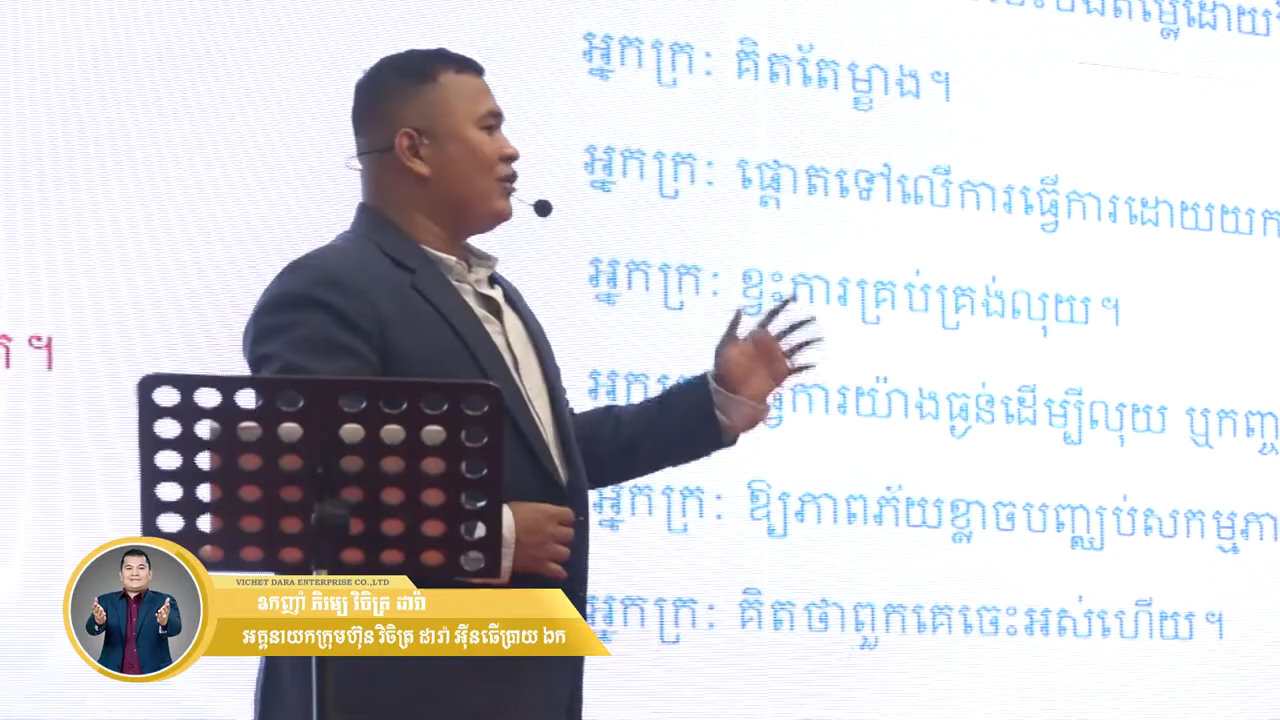 អ្នកក្រ: គិតតែម្ខាង។
អ្នកក្រ: ផ្តោតទៅលើការធ្វើការដោយយក
អ្នកក្រ: ខ្វះការគ្រប់គ្រង់លុយ។
ការយ៉ាងធ្ងន់ដើម្បីលុយ ឬកញ្ច
អ្នកក្រ: ឱ្យភាពភ័យខ្លាចបញ្ឈប់សកម្មភា
អ្នកក្រ: គិតថាពួកគេចេះអស់ហើយ។
VICHET DARA ENTERPRISE CO.,LTD
ឧកញ៉ា ភិម្បេ វិចិត្រ ដារ៉ា
អគ្គនាយកក្រុមហ៊ុន វិចិត្រ ដារ៉ា អ៊ីនធើប្រាយ ឯក